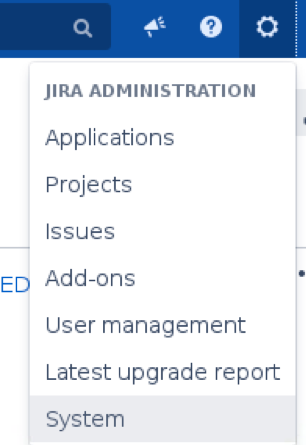 JIRA ADMINISTRATION
Applications
Projects
Issues
ED
Add-ons
User management
Latest upgrade report
System